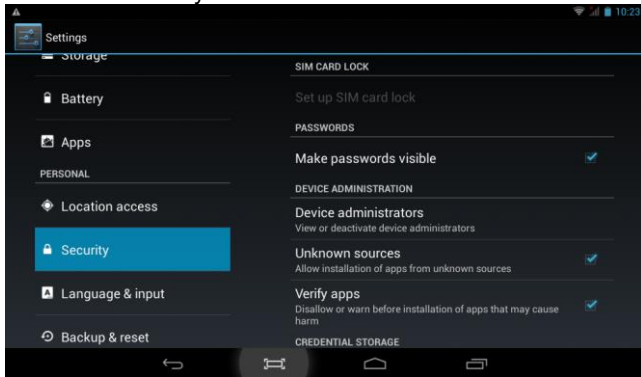 10:23
Settings
Storage
Battery
Apps
PERSONAL
Location access
Security
Language & input
Backup & reset
SIM CARD LOCK
Set up SIM card lock
PASSWORDS
Make passwords visible
DEVICE ADMINISTRATION
Device administrators
View or deactivate device administrators
Unknown sources
Allow installation of apps from unknown sources
Verify apps
Disallow or warn before installation of apps that may cause
harm
CREDENTIAL STORAGE